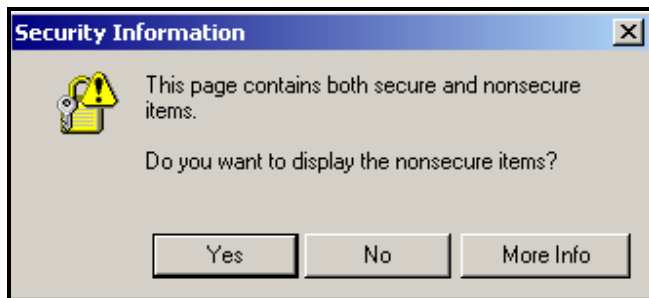 Security Information
This page contains both secure and nonsecure
items.
Do you want to display the nonsecure items?
Yes No More Info